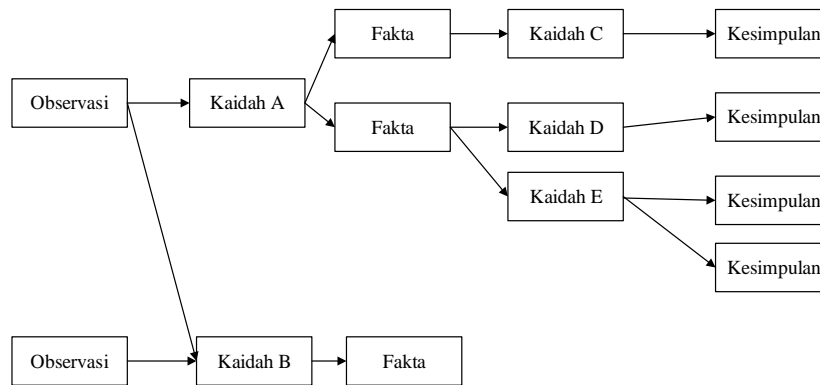 Fakta
Kaidah C
Kesimpulan
Observasi
Kaidah A
Fakta
Kaidah D
Kesimpulan
Kaidah E
Kesimpulan
Kesimpulan
Observasi
Kaidah B
Fakta